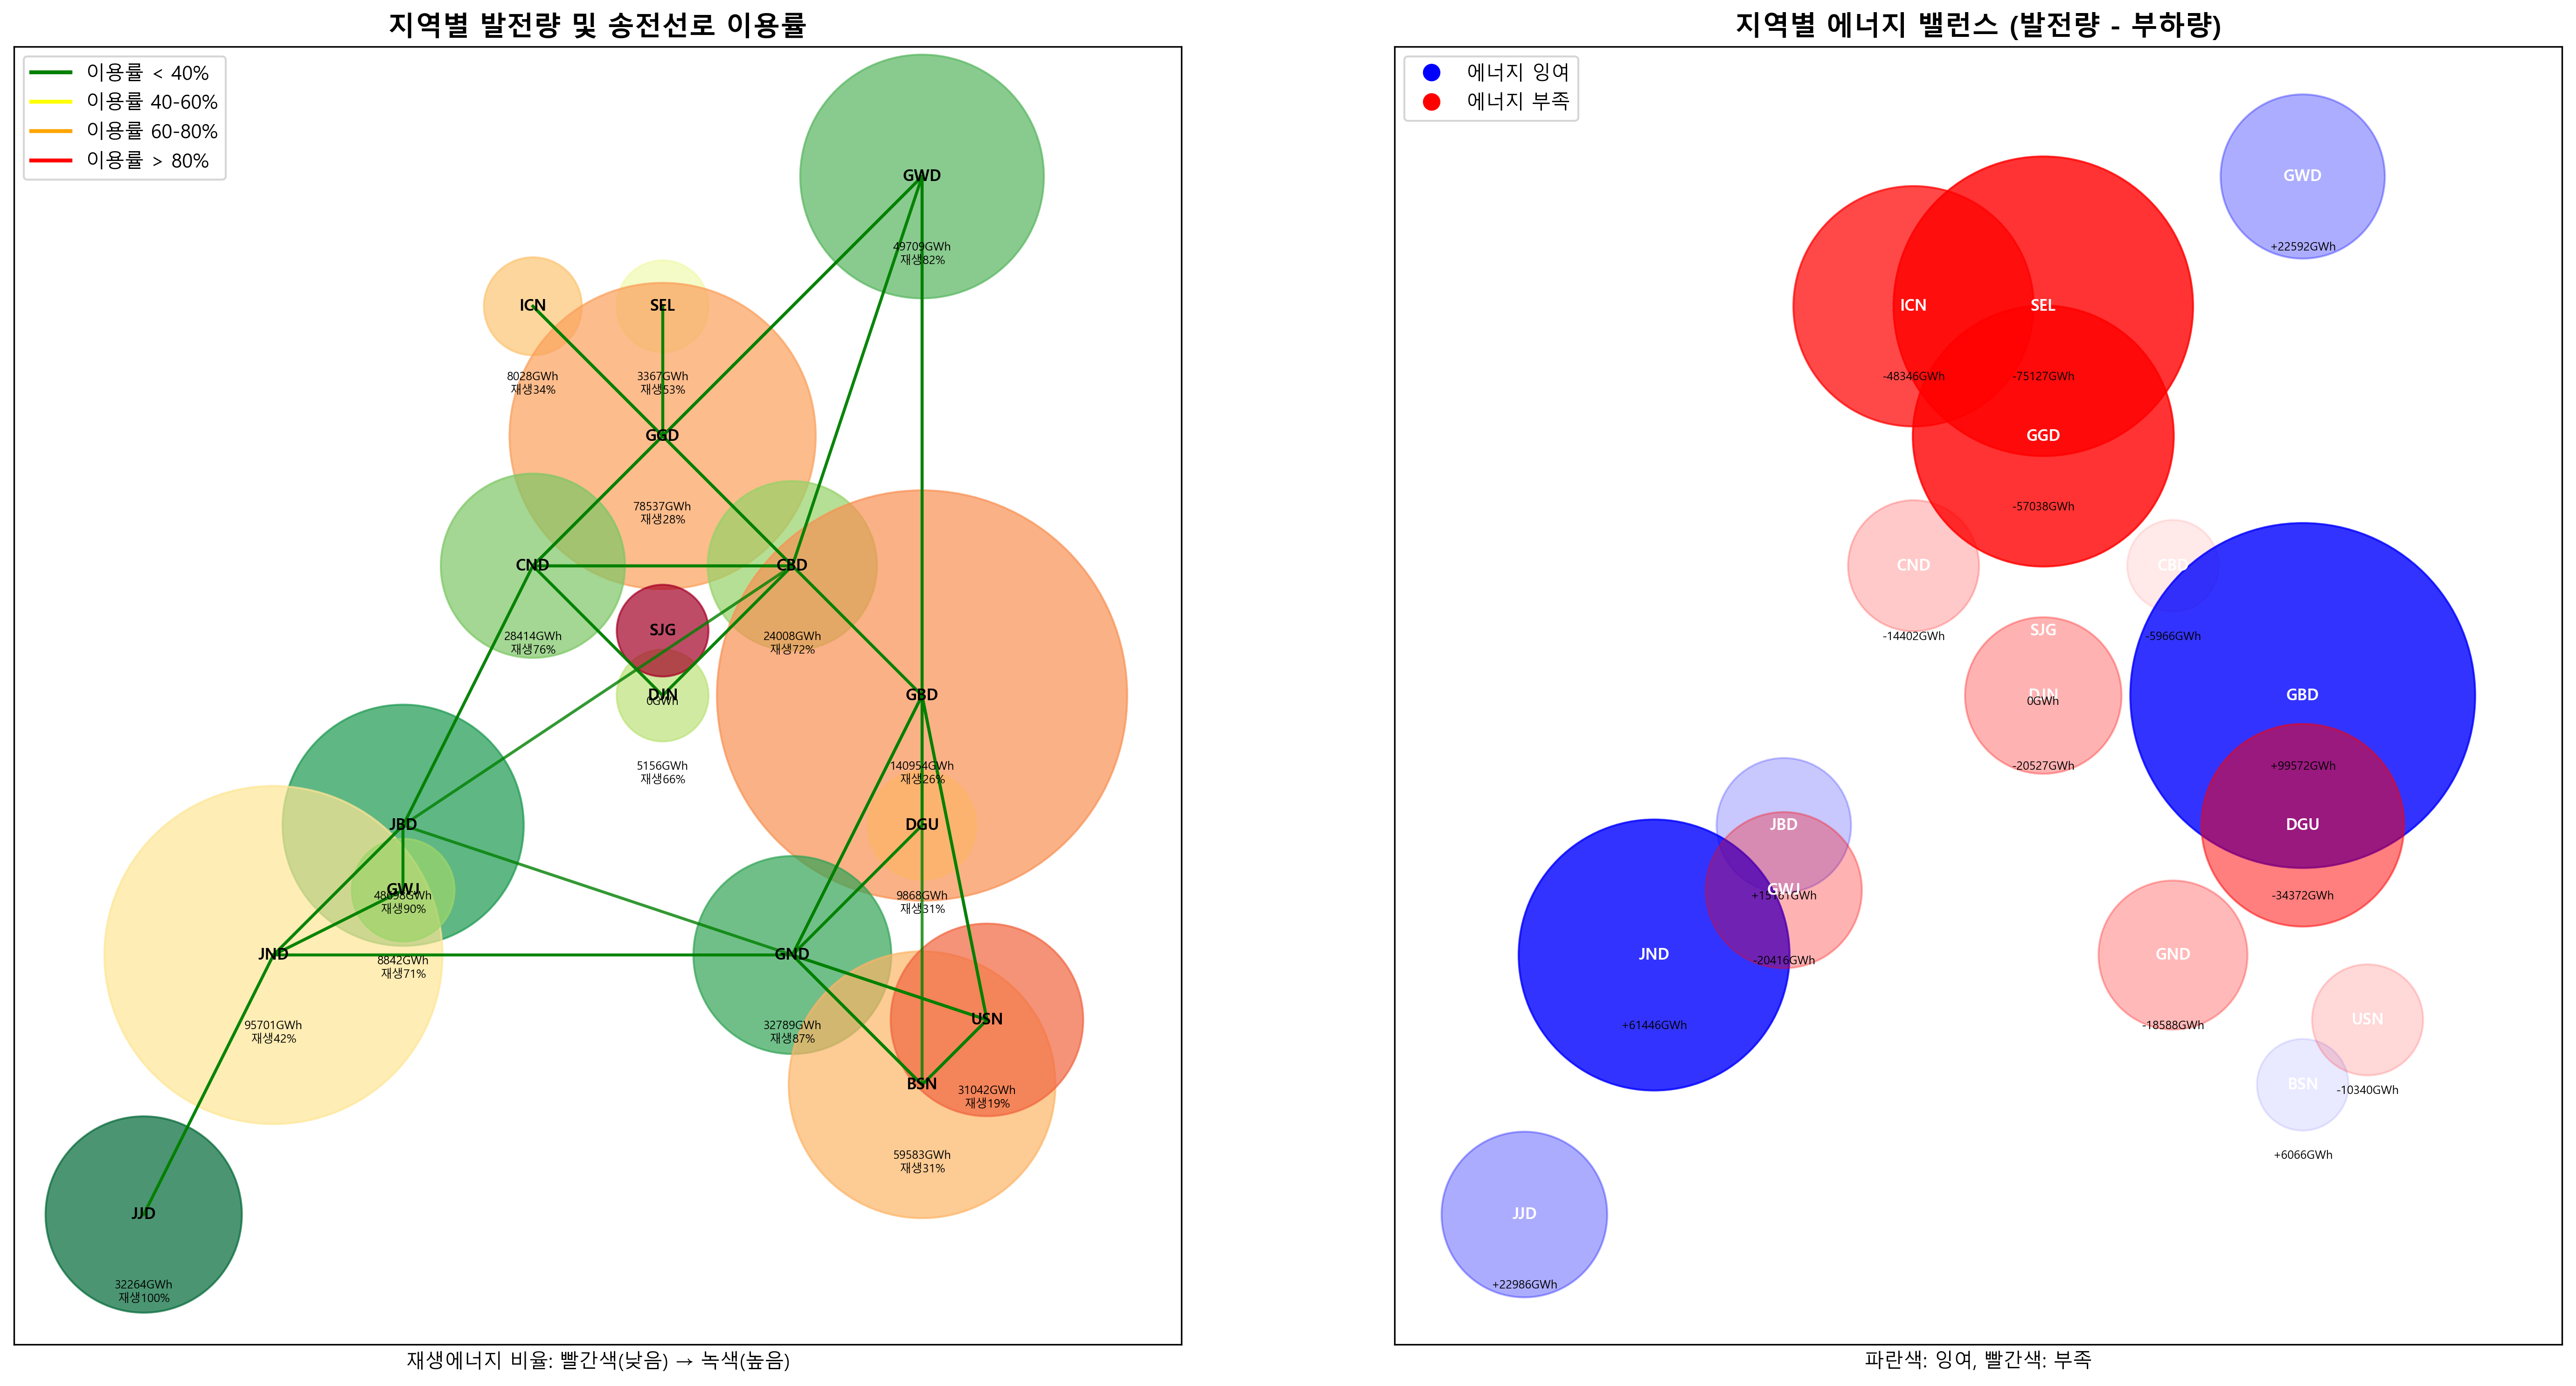 지역별 발전량 및 송전선로 이용률
이용률 < 40%
이용률 40-60%
이용률 60-80%
이용률 > 80%
GWD
49709GWh
재생82%
ICN
8028GWh
재생34%
SEL
3367GWh
재생53%
GGD
78537GWh
재생28%
CND
28414GWh
재생76%
CBD
24008GWh
재생72%
SJG
0GWh
DJN
5156GWh
재생66%
GBD
140954GWh
재생26%
JBD
재생90%
DGU
9868GWh
재생31%
GWJ
8842GWh
재생71%
JND
95701GWh
재생42%
GND
32789GWh
재생87%
USN
31042GWh
재생19%
BSN
59583GWh
재생31%
JJD
32264GWh
재생100%
재생에너지 비율: 빨간색(낮음) → 녹색(높음)
지역별 에너지 밸런스 (발전량 - 부하량)
에너지 잉여
에너지 부족
GWD
+22592GWh
ICN
-48346GWh
SEL
-75127GWh
GGD
-57038GWh
CND
-14402GWh
CBD
-5966GWh
SJG
0GWh
DJN
-20527GWh
GBD
+99572GWh
JBD
DGU
-34372GWh
GWJ
-20416GWh
JND
+61446GWh
GND
-18588GWh
USN
-10340GWh
BSN
+6066GWh
JJD
+22986GWh
파란색: 잉여, 빨간색: 부족